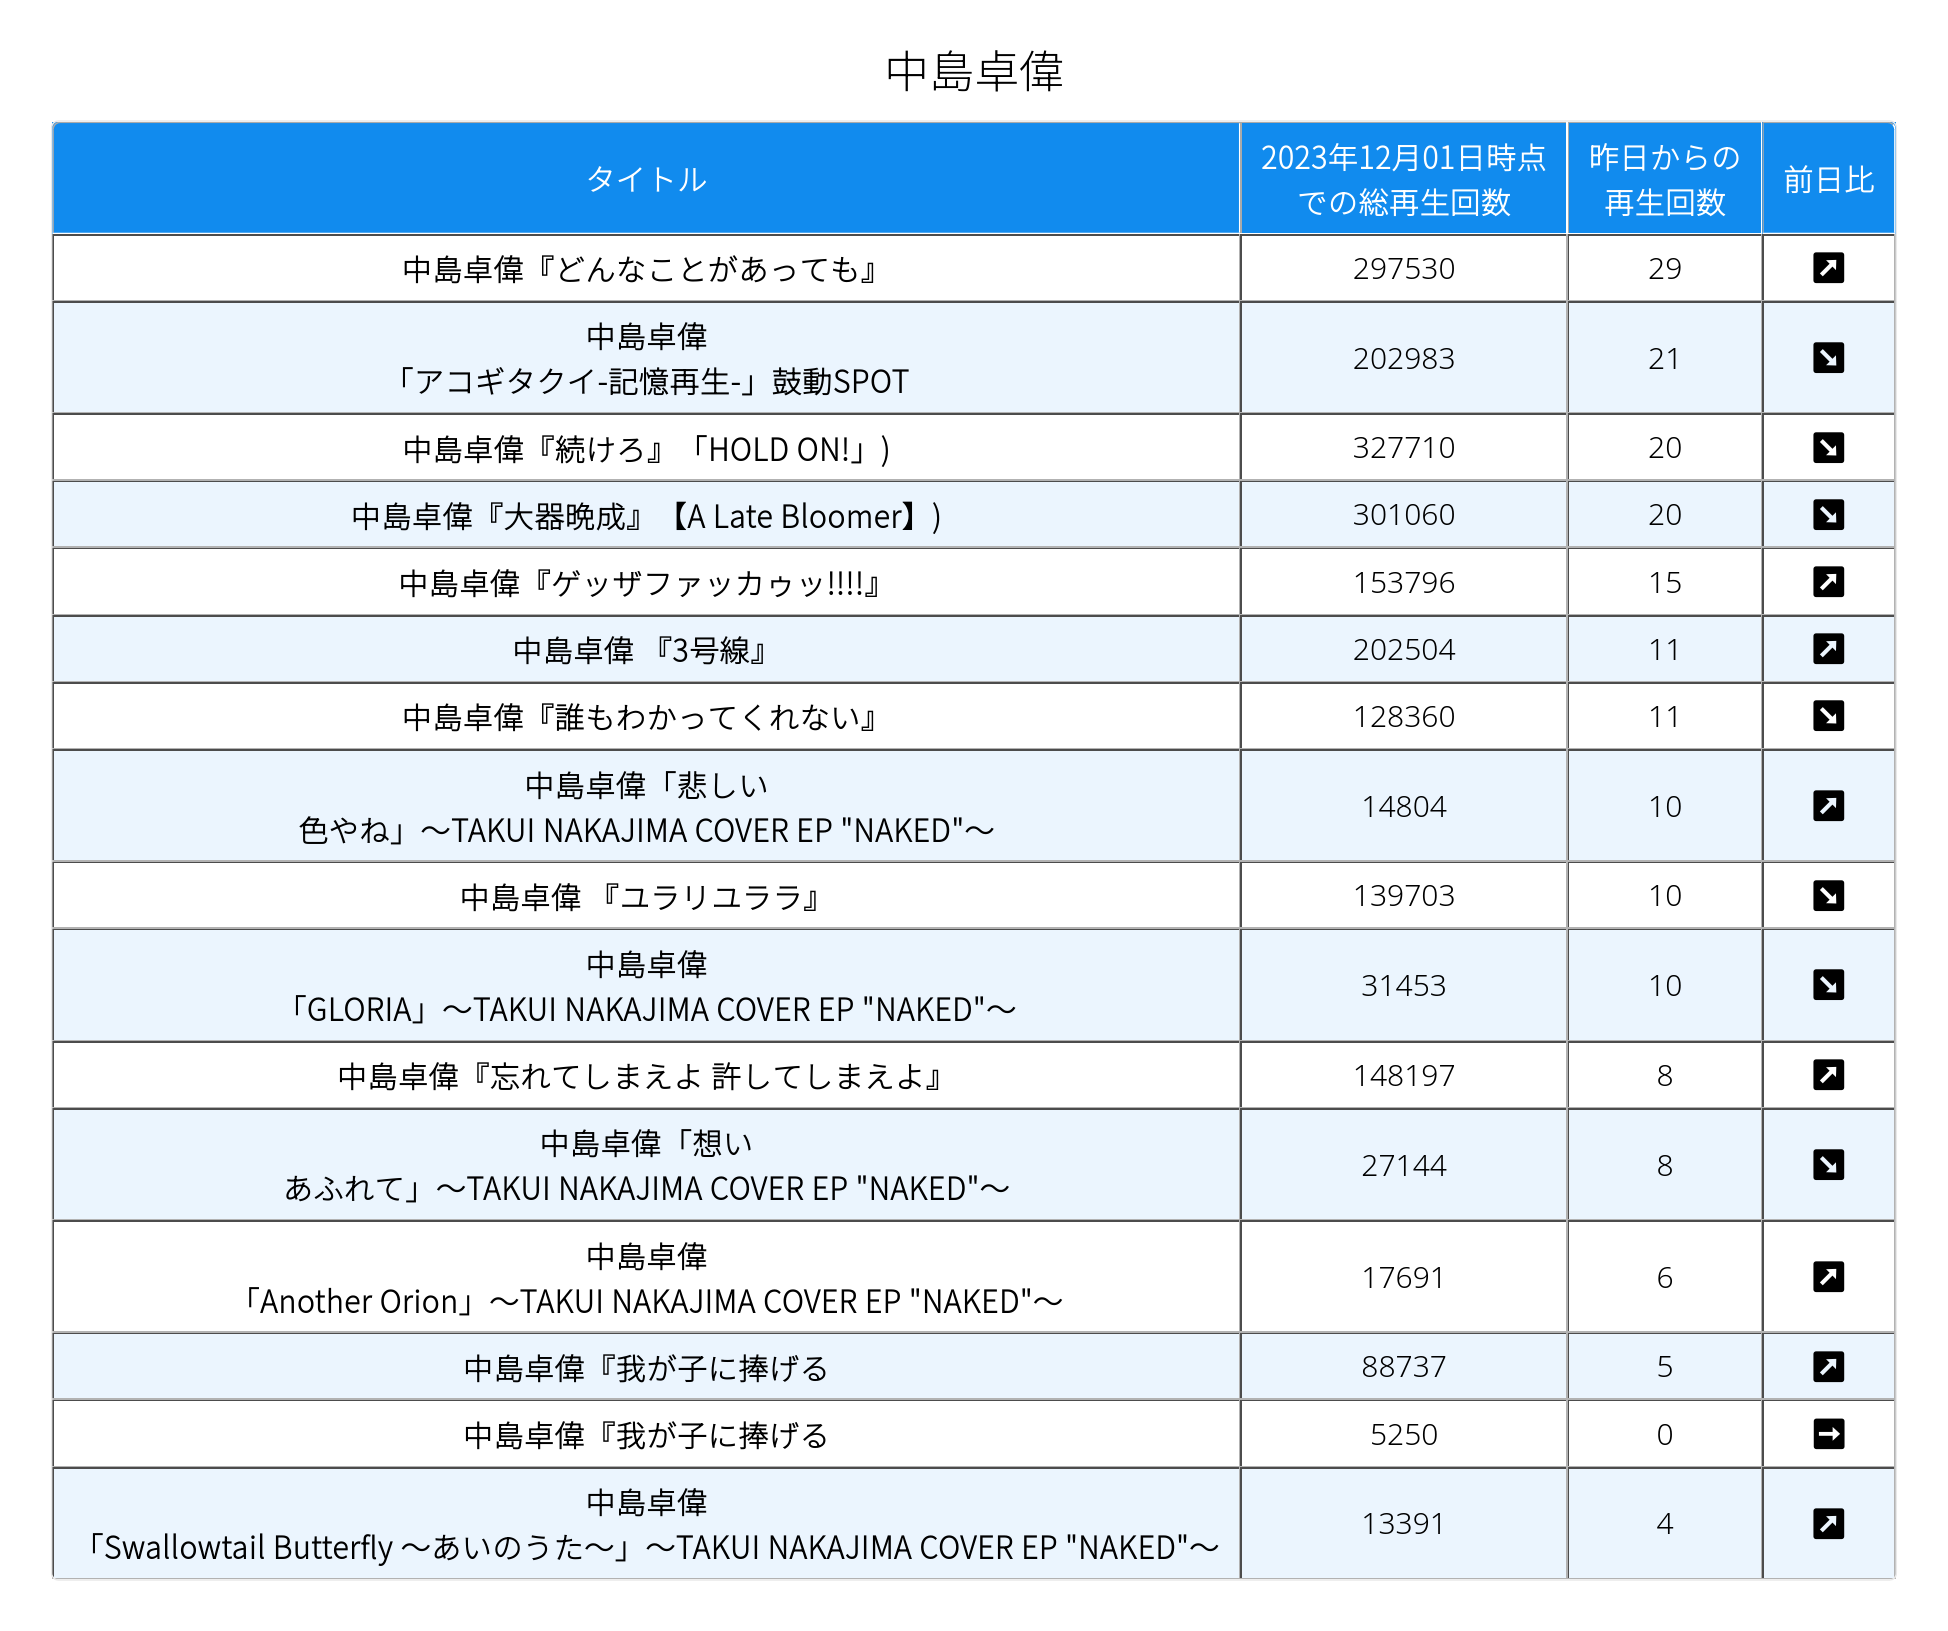 中島卓偉
タイトル
2023年12月01日時点
での総再生回数
昨日からの
再生回数
前日比
中島卓偉『どんなことがあっても』
297530
29
中島卓偉
「アコギタクイ-記憶再生-」鼓動SPOT
202983
21
中島卓偉『続けろ』「HOLD ON!」)
327710
20
中島卓偉『大器晩成』【A Late Bloomer】)
301060
20
中島卓偉『ゲッザファッカゥッ!!!!』
153796
15
中島卓偉 『3号線』
202504
11
中島卓偉『誰もわかってくれない』
128360
11
中島卓偉「悲しい
色やね」～TAKUI NAKAJIMA COVER EP "NAKED"～
14804
10
中島卓偉 『ユラリユララ』
139703
10
中島卓偉
「GLORIA」～TAKUI NAKAJIMA COVER EP "NAKED"～
31453
10
中島卓偉『忘れてしまえよ 許してしまえよ』
148197
8
中島卓偉「想い
あふれて」～TAKUI NAKAJIMA COVER EP "NAKED"～
27144
8
中島卓偉
「Another Orion」～TAKUI NAKAJIMA COVER EP "NAKED"～
17691
6
中島卓偉『我が子に捧げる
88737
5
中島卓偉『我が子に捧げる
5250
0
中島卓偉
「Swallowtail Butterfly ～あいのうた～」～TAKUI NAKAJIMA COVER EP "NAKED"～
13391
4